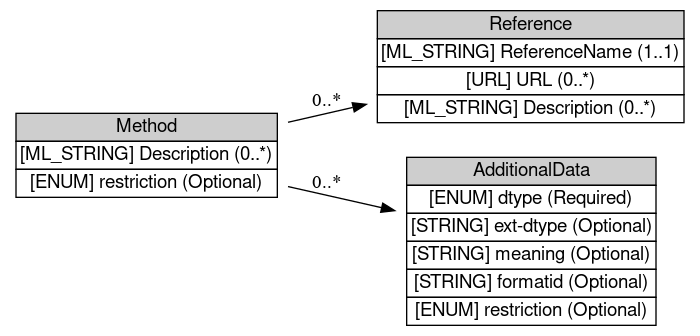 Reference
[ML_STRING] ReferenceName (1..1)
[URL] URL (0..*)
[ML_STRING] Description (0..*)
0..*
Method
[ML_STRING] Description (0..*)
[ENUM] restriction (Optional)
0..*
AdditionalData
[ENUM] dtype (Required)
[STRING] ext-dtype (Optional)
[STRING] meaning (Optional)
[STRING] formatid (Optional)
[ENUM] restriction (Optional)